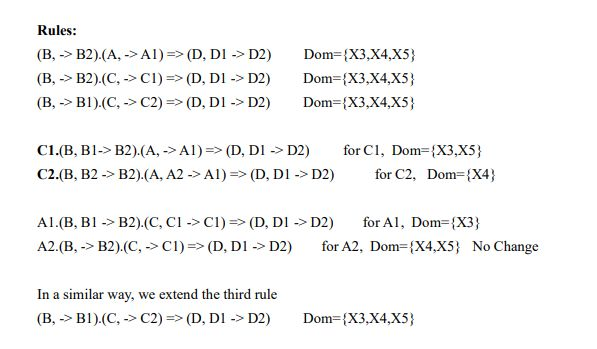 Rules:
(B, -> B2).(A, -> A1) => (D, D1 -> D2) Dom={X3,X4,X5}
(B, -> B2).(C, -> C1) => (D, D1 -> D2) Dom={X3,X4,X5}
(B, -> B1).(C, -> C2) => (D, D1 -> D2) Dom={X3,X4,X5}
C1.(B, B1-> B2).(A, -> A1) => (D, D1 -> D2) for C1, Dom={X3,X5}
C2.(B, B2 -> B2).(A, A2 -> A1) => (D, D1 -> D2) for C2, Dom={X4}
A1.(B, B1 -> B2).(C, C1 -> C1) => (D, D1 -> D2) for A1, Dom={X3}
A2.(B, -> B2).(C, -> C1) => (D, D1 -> D2) for A2, Dom={X4,X5} No Change
In a similar way, we extend the third rule
(B, -> B1).(C, -> C2) => (D, D1 -> D2) Dom={X3,X4,X5}